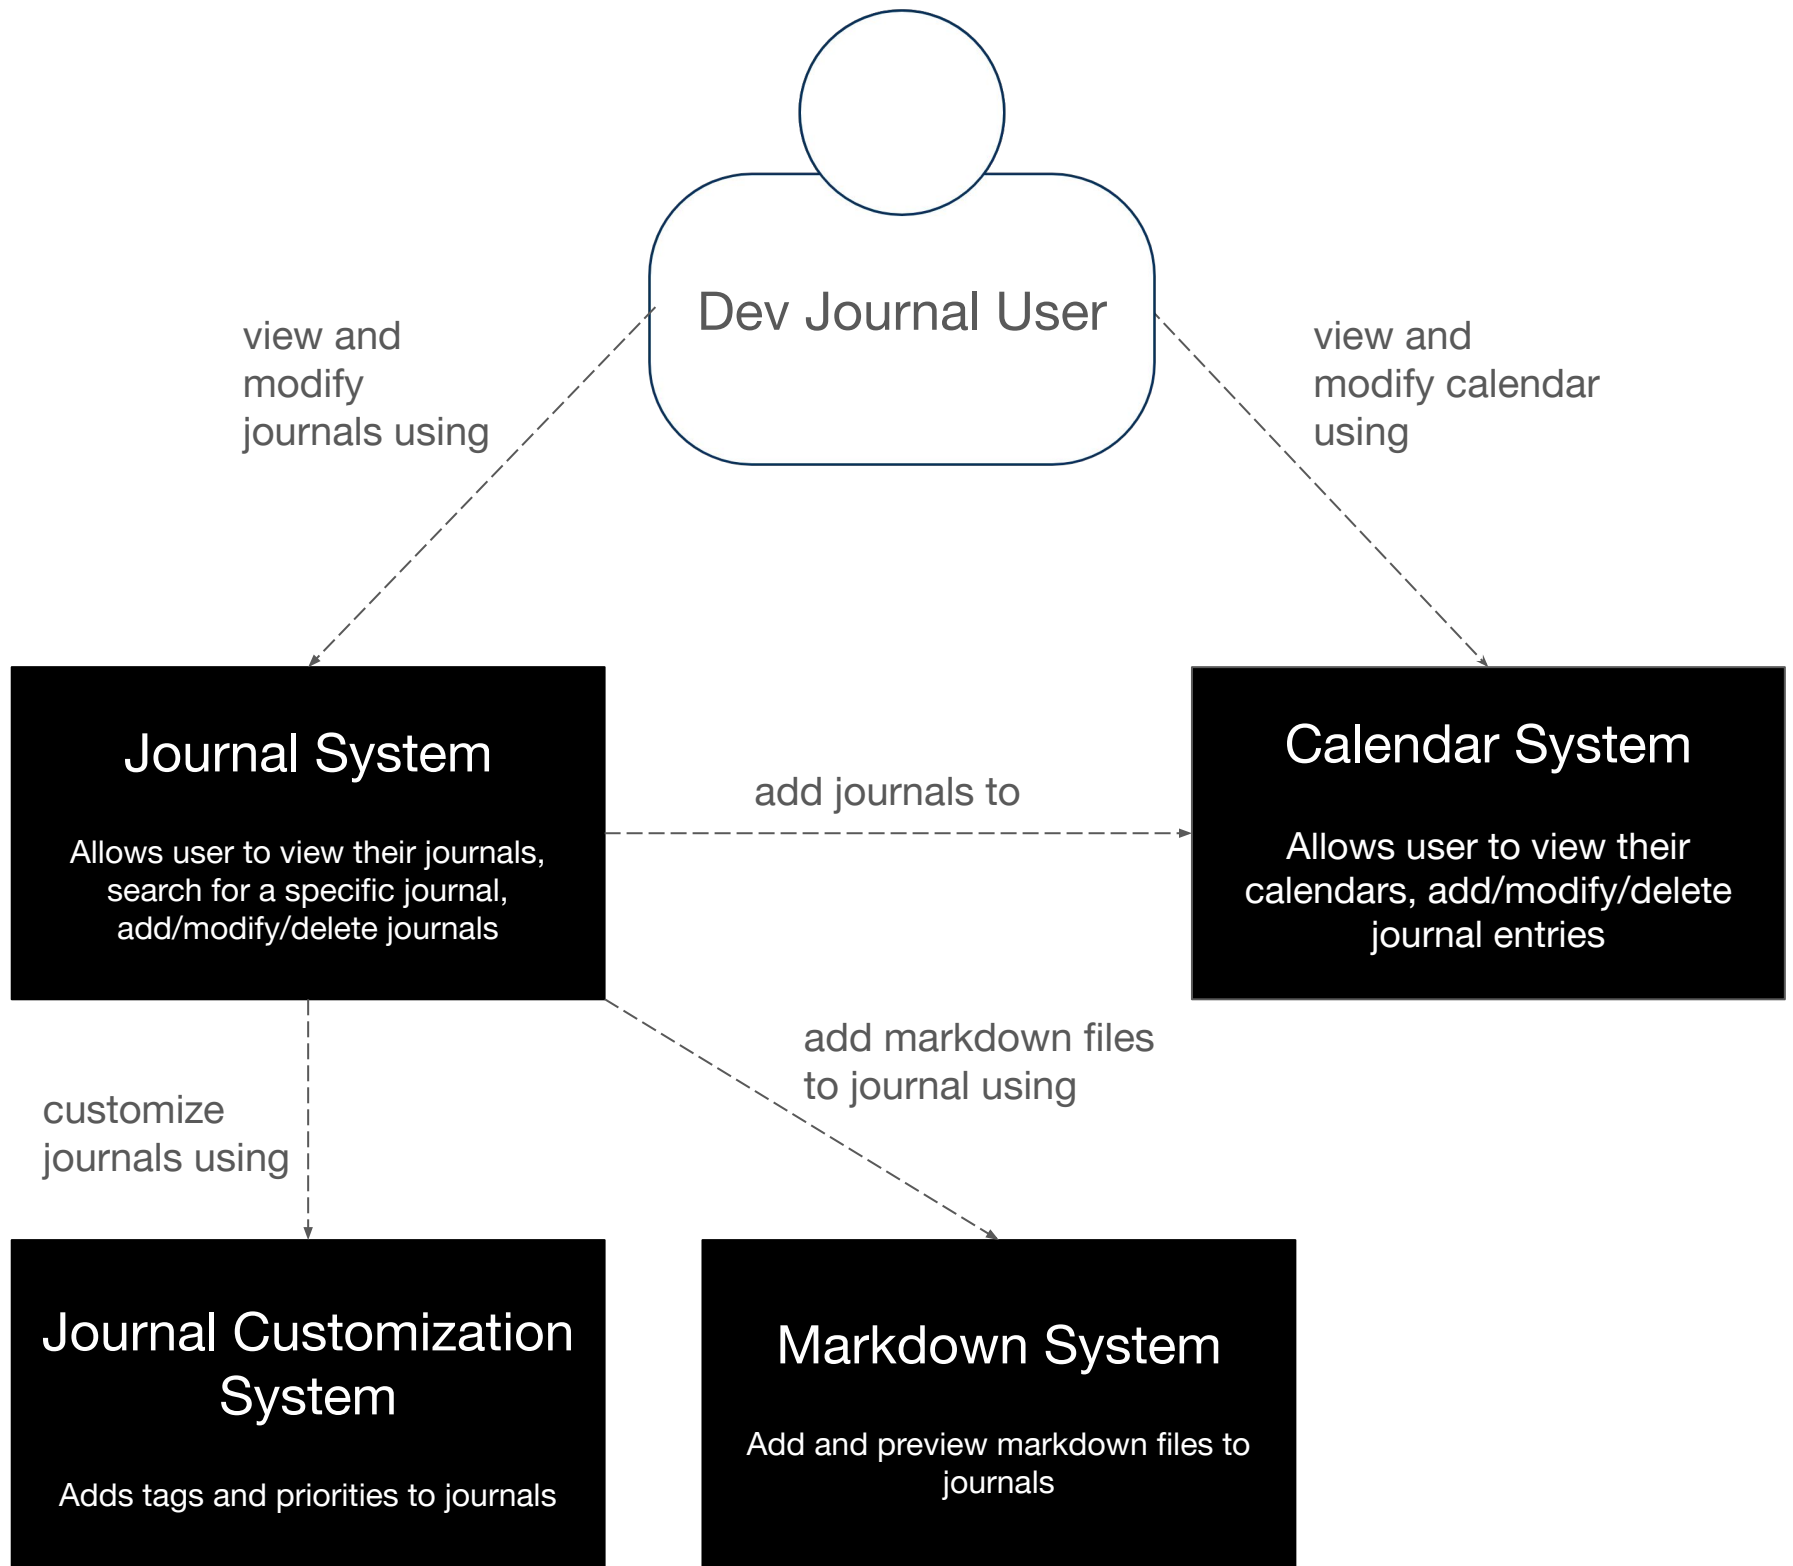 Dev Journal User
view and
modify
journals using
view and
modify calendar
using
Journal System
Allows user to view their journals,
search for a specific journal,
add/modify/delete journals
add journals to
Calendar System
Allows user to view their
calendars, add/modify/delete
journal entries
customize
journals using
add markdown files
to journal using
Journal Customization
System
Adds tags and priorities to journals
Markdown System
Add and preview markdown files to
journals